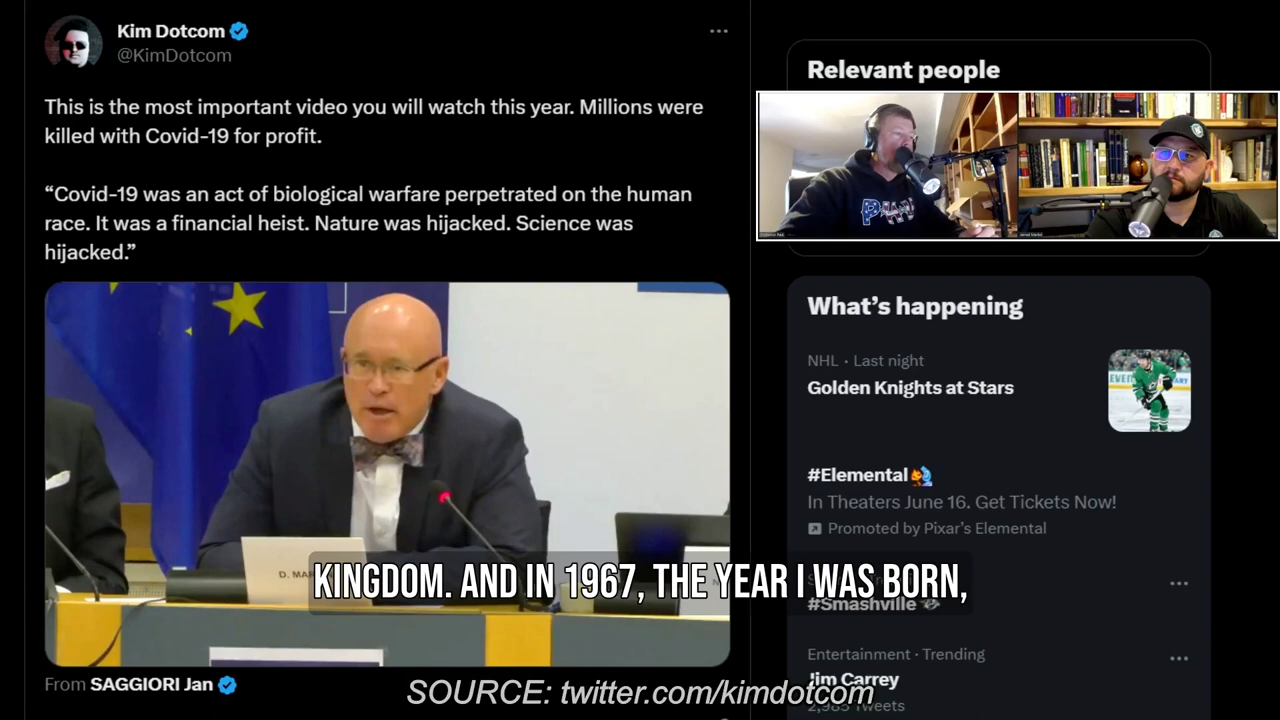 Kim Dotcom
@KimDotcom
This is the most important video you will watch this year. Millions were
killed with Covid-19 for profit.
“Covid-19 was an act of biological warfare perpetrated on the human
race. It was a financial heist. Nature was hijacked. Science was
hijacked.”
D. MAR
KINGDOM. AND IN 1967, THE YEAR I WAS BORN,
From SAGGIORI Jan
SOURCE: twitter.com/kimdotcom
Relevant people
What’s happening
NHL · Last night
Golden Knights at Stars
#Elemental
In Theaters June 16. Get Tickets Now!
Promoted by Pixar’s Elemental
#Smashville
Entertainment · Trending
Jim Carrey
2,985 Tweets